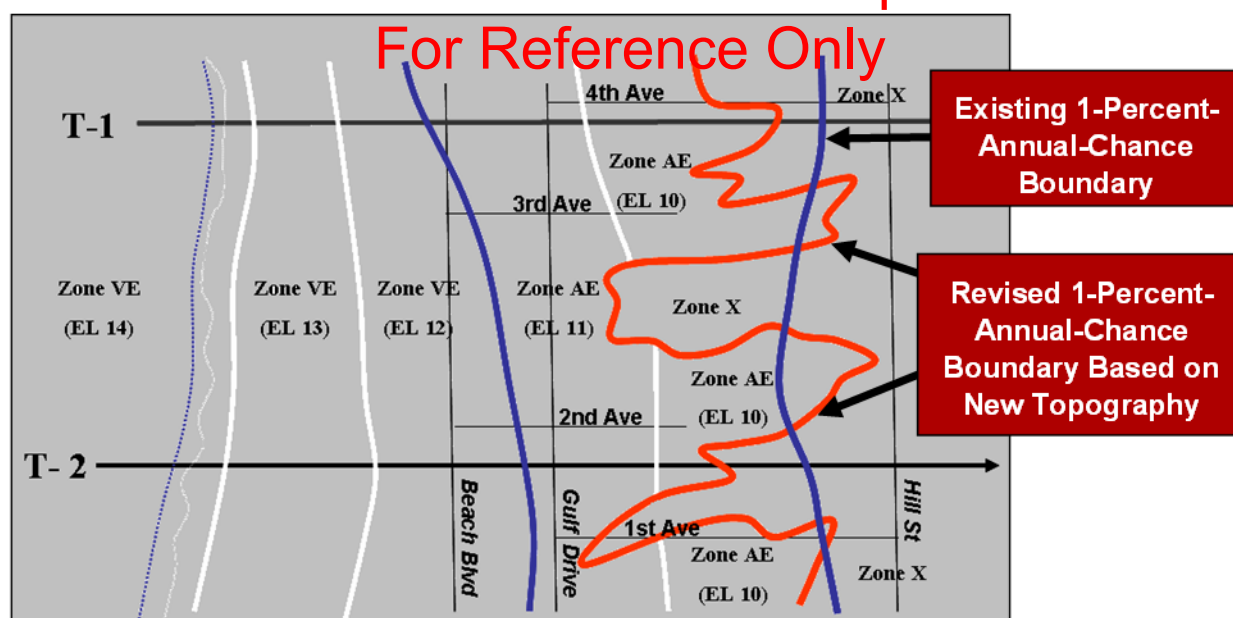 For Reference Only
4th Ave
Zone X
T-1
Zone AE
(EL 10)
3rd Ave
Existing 1-Percent-
Annual-Chance
Boundary
Zone VE
(EL 14)
Zone VE
(EL 13)
Zone VE
(EL 12)
Zone AE
(EL 11)
Zone X
Revised 1-Percent-
Annual-Chance
Boundary Based on
New Topography
Zone AE
(EL 10)
2nd Ave
T- 2
Beach Blvd
Gulf Drive
Hill St
1st Ave
Zone AE
(EL 10)
Zone X